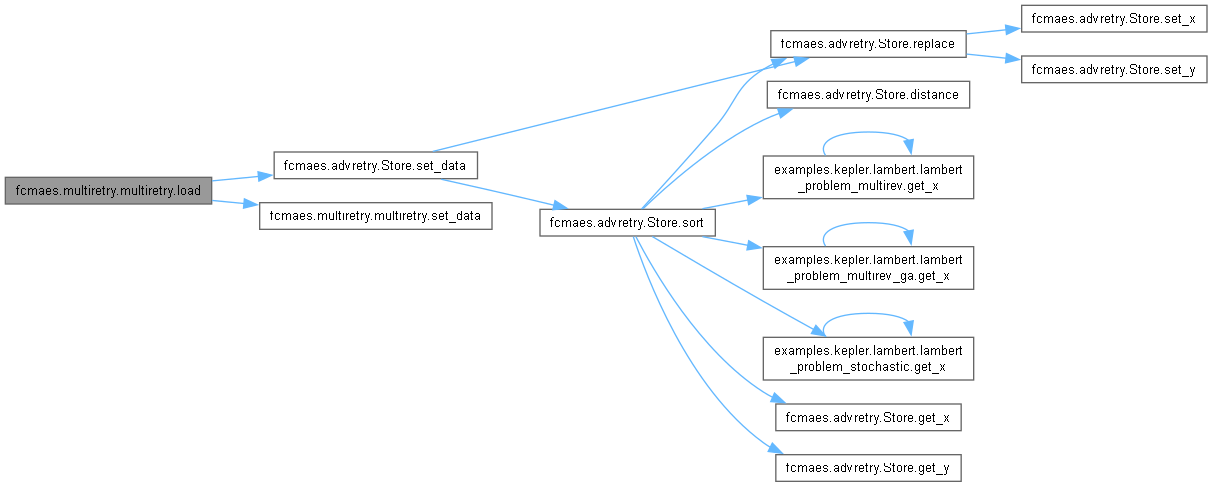 fcmaes.multiretry.multiretry.load
fcmaes.advretry.Store.set_data
fcmaes.multiretry.multiretry.set_data
fcmaes.advretry.Store.sort
fcmaes.advretry.Store.replace
fcmaes.advretry.Store.distance
examples.kepler.lambert.lambert
_problem_multirev.get_x
examples.kepler.lambert.lambert
_problem_multirev_ga.get_x
examples.kepler.lambert.lambert
_problem_stochastic.get_x
fcmaes.advretry.Store.get_x
fcmaes.advretry.Store.get_y
fcmaes.advretry.Store.set_x
fcmaes.advretry.Store.set_y